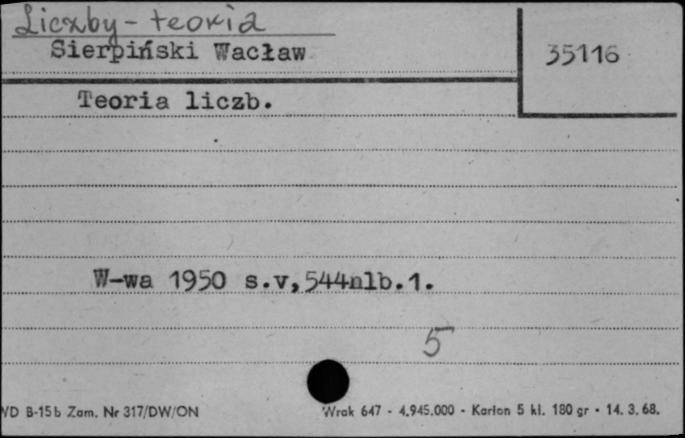 Liczby - teoria
Sierpiński Wacław
35116
Teoria liczb.
W-wa 1950 s.v,544nlb.1.
5
WD B-15b Zam. Nr 317/DW/ON
Wrak 647 - 4.945.000 - Karton 5 kl. 180 gr - 14. 3. 68.